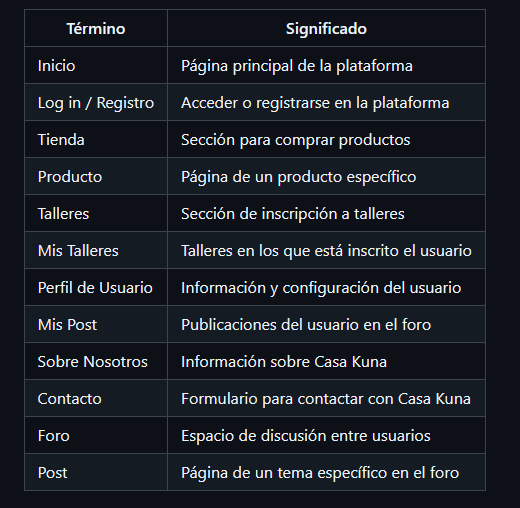 Término Significado
Inicio Página principal de la plataforma
Log in / Registro Acceder o registrarse en la plataforma
Tienda Sección para comprar productos
Producto Página de un producto específico
Talleres Sección de inscripción a talleres
Mis Talleres Talleres en los que está inscrito el usuario
Perfil de Usuario Información y configuración del usuario
Mis Post Publicaciones del usuario en el foro
Sobre Nosotros Información sobre Casa Kuna
Contacto Formulario para contactar con Casa Kuna
Foro Espacio de discusión entre usuarios
Post Página de un tema específico en el foro